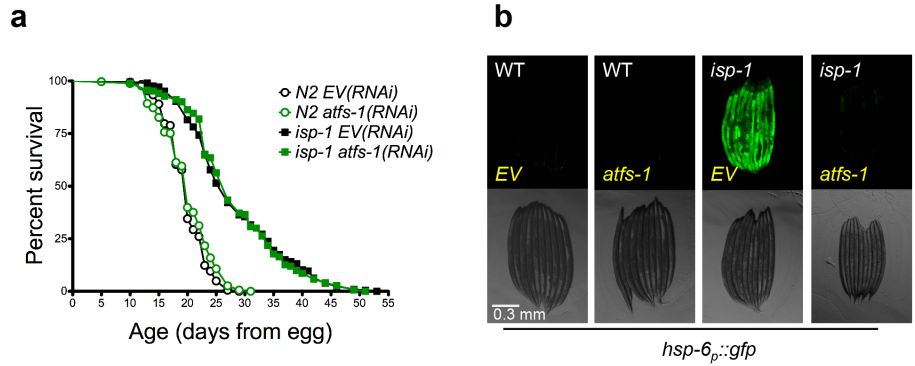 a
Percent survival
100
75
50
25
0
0 5 10 15 20 25 30 35 40 45 50 55
Age (days from egg)
N2 EV(RNAi)
N2 atfs-1(RNAi)
isp-1 EV(RNAi)
isp-1 atfs-1(RNAi)
b
WT WT isp-1 isp-1
EV atfs-1 EV atfs-1
0.3 mm
hsp-6p::gfp